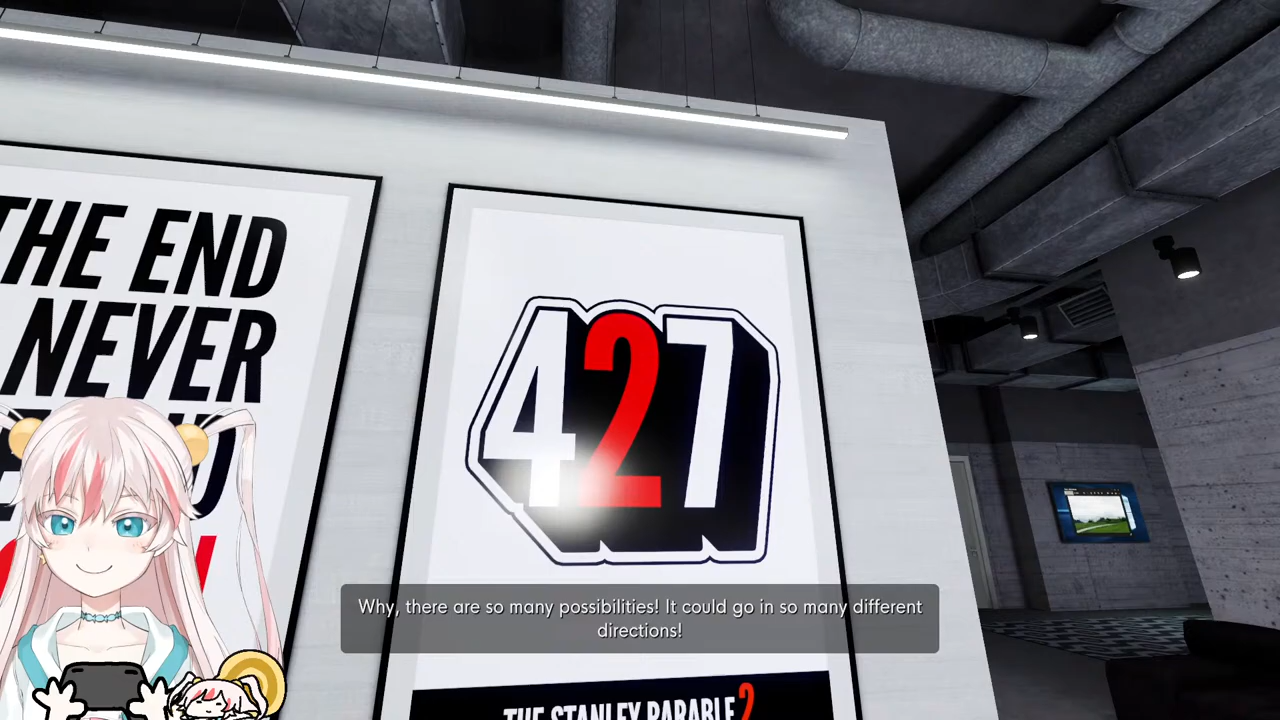 THE END
NEVER
427
Why, there are so many possibilities! It could go in so many different
directions!
THE STANLEY PARABLE 2